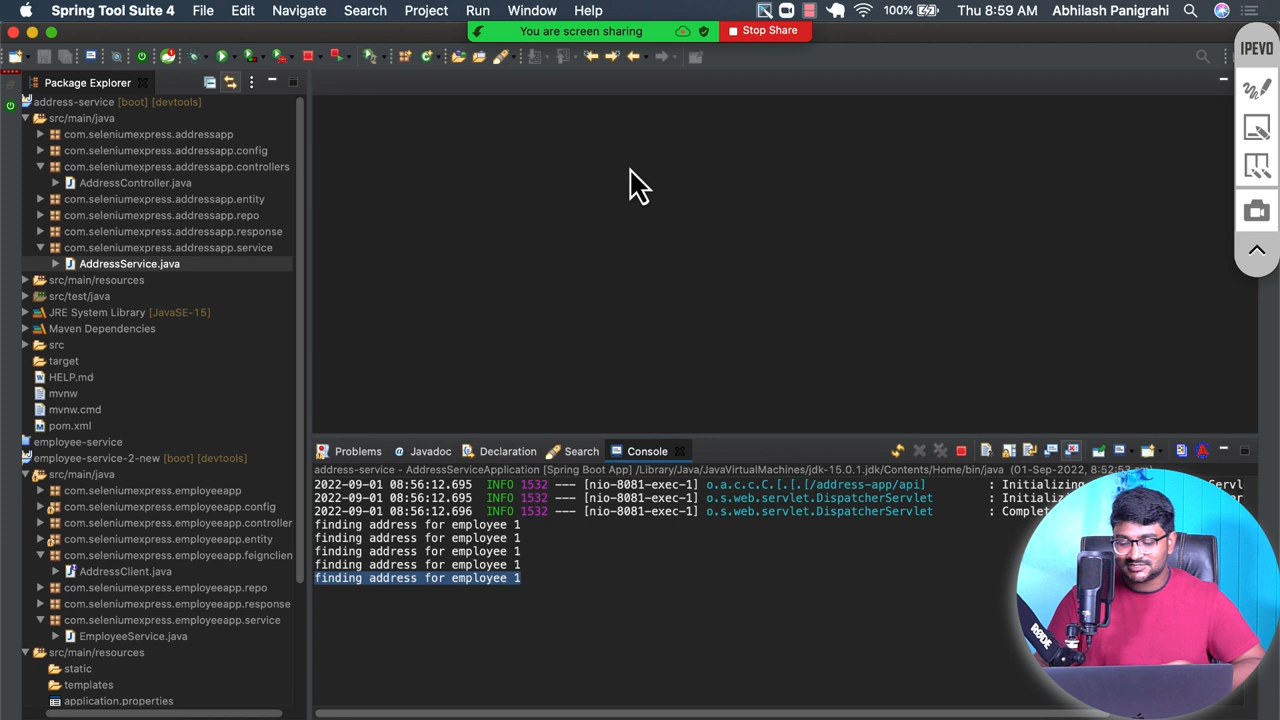 Spring Tool Suite 4 File Edit Navigate Search Project Run Window Help 100% Thu 8:59 AM Abhilash Panigrahi
You are screen sharing Stop Share
IPEVO
Package Explorer
address-service [boot] [devtools]
src/main/java
com.seleniumexpress.addressapp
com.seleniumexpress.addressapp.config
com.seleniumexpress.addressapp.controllers
AddressController.java
com.seleniumexpress.addressapp.entity
com.seleniumexpress.addressapp.repo
com.seleniumexpress.addressapp.response
com.seleniumexpress.addressapp.service
AddressService.java
src/main/resources
src/test/java
JRE System Library [JavaSE-15]
Maven Dependencies
src
target
HELP.md
mvnw
mvnw.cmd
pom.xml
employee-service
employee-service-2-new [boot] [devtools]
src/main/java
com.seleniumexpress.employeeapp
com.seleniumexpress.employeeapp.config
com.seleniumexpress.employeeapp.controller
com.seleniumexpress.employeeapp.entity
com.seleniumexpress.employeeapp.feignclien
AddressClient.java
com.seleniumexpress.employeeapp.repo
com.seleniumexpress.employeeapp.response
com.seleniumexpress.employeeapp.service
EmployeeService.java
src/main/resources
static
templates
application.properties
Problems Javadoc Declaration Search Console
address-service - AddressServiceApplication [Spring Boot App] /Library/Java/JavaVirtualMachines/jdk-15.0.1.jdk/Contents/Home/bin/java (01-Sep-2022, 8:52:53
2022-09-01 08:56:12.695 INFO 1532 --- [nio-8081-exec-1] o.a.c.c.C.[.[.[/address-app/api] : Initializing
2022-09-01 08:56:12.695 INFO 1532 --- [nio-8081-exec-1] o.s.web.servlet.DispatcherServlet : Initi
2022-09-01 08:56:12.696 INFO 1532 --- [nio-8081-exec-1] o.s.web.servlet.DispatcherServlet : Complet
finding address for employee 1
finding address for employee 1
finding address for employee 1
finding address for employee 1
finding address for employee 1
RØDE